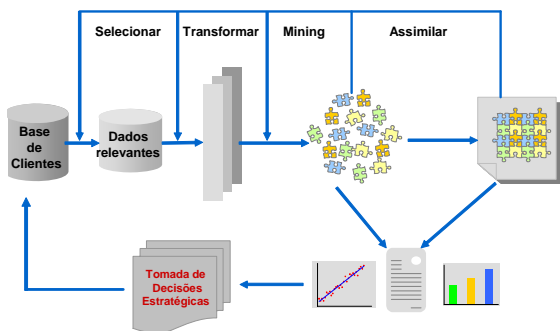 Selecionar
Transformar
Mining
Assimilar
Base
de
Clientes
Dados
relevantes
Tomada de
Decisões
Estratégicas